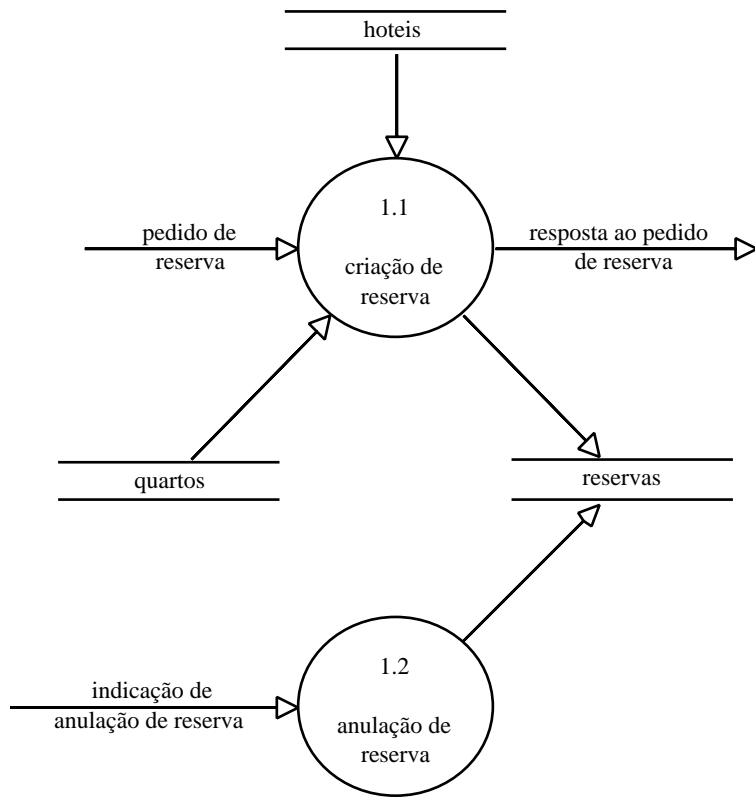 hoteis
1.1
criação de
reserva
pedido de
reserva
resposta ao pedido
de reserva
quartos
reservas
1.2
anulação de
reserva
indicação de
anulação de reserva